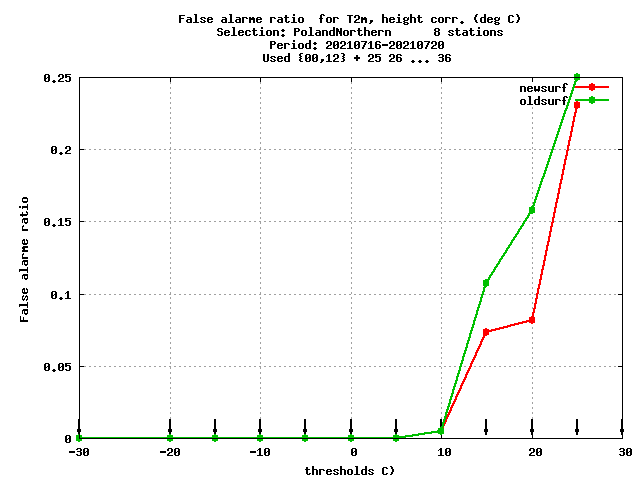 False alarme ratio  for T2m, height corr. (deg C)
Selection: PolandNorthern      8 stations
Period: 20210716-20210720
Used {00,12} + 25 26 ... 36
newsurf
oldsurf
False alarme ratio
0.25
0.2
0.15
0.1
0.05
0
-30 -20 -10 0 10 20 30
thresholds C)